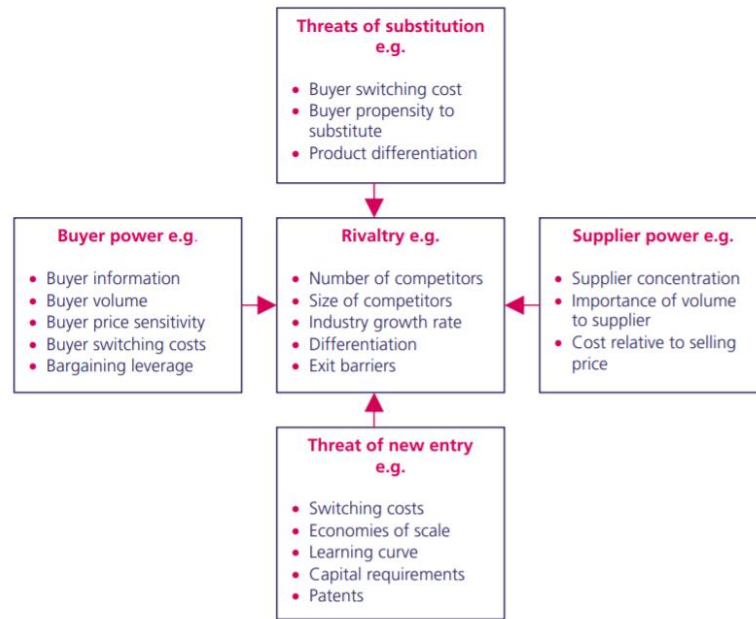 Threats of substitution
e.g.
• Buyer switching cost
• Buyer propensity to
substitute
• Product differentiation
Buyer power e.g.
• Buyer information
• Buyer volume
• Buyer price sensitivity
• Buyer switching costs
• Bargaining leverage
Rivaltry e.g.
• Number of competitors
• Size of competitors
• Industry growth rate
• Differentiation
• Exit barriers
Supplier power e.g.
• Supplier concentration
• Importance of volume
to supplier
• Cost relative to selling
price
Threat of new entry
e.g.
• Switching costs
• Economies of scale
• Learning curve
• Capital requirements
• Patents